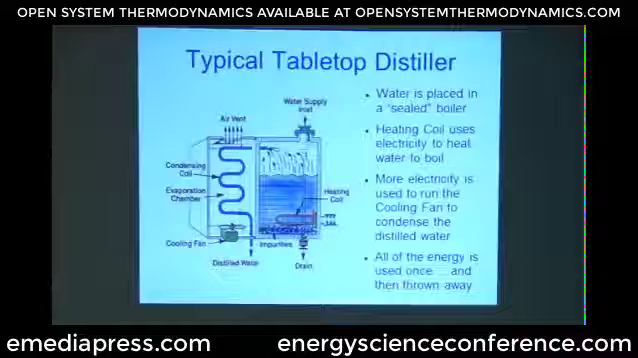 OPEN SYSTEM THERMODYNAMICS AVAILABLE AT OPENSYSTEMTHERMODYNAMICS.COM
Typical Tabletop Distiller
Water Supply
Inlet
Air Vent
Condensing
Coil
Evaporation
Chamber
Heating
Coil
Cooling Fan
Impurities
Distilled Water
Drain
• Water is placed in
a "sealed" boiler
• Heating Coil uses
electricity to heat
water to boil
• More electricity is
used to run the
Cooling Fan to
condense the
distilled water
• All of the energy is
used once and
then thrown away
emediapress.com
energyscienceconference.com